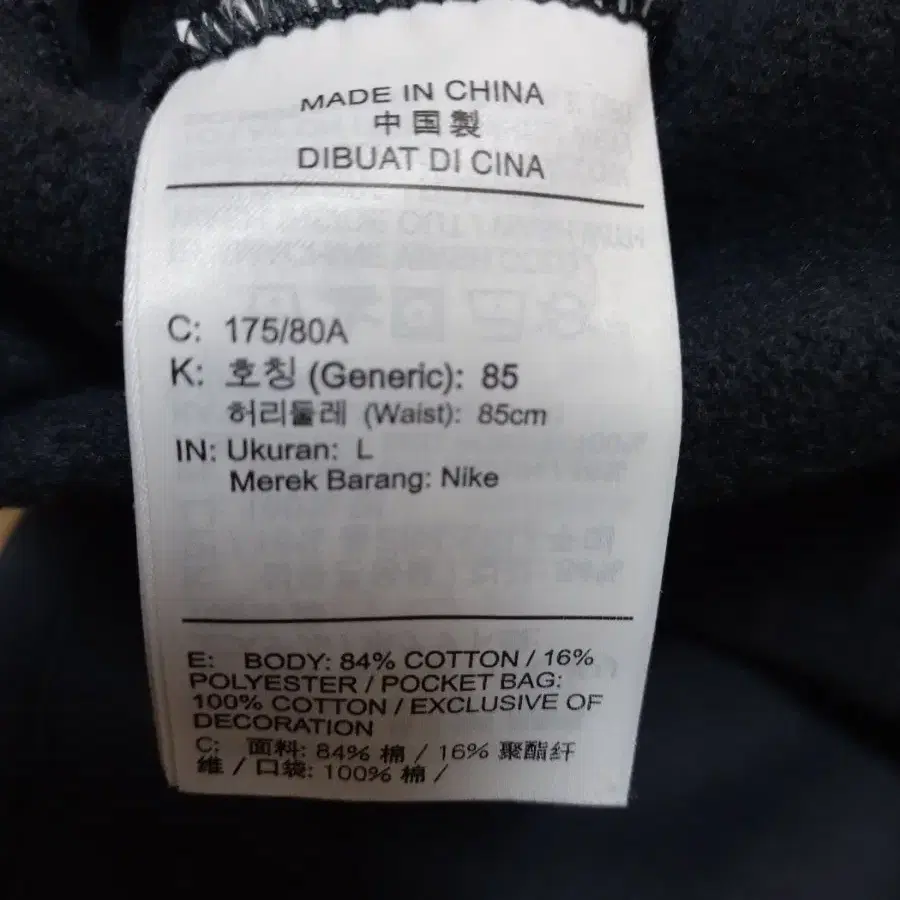 MADE IN CHINA
中国製
DIBUAT DI CINA
C: 175/80A
K: 호칭 (Generic): 85
허리둘레 (Waist): 85cm
IN: Ukuran: L
Merek Barang: Nike
E: BODY: 84% COTTON / 16%
POLYESTER / POCKET BAG:
100% COTTON / EXCLUSIVE OF
DECORATION
C: 面料: 84% 棉 / 16% 聚酯纤
维 / 口袋: 100% 棉 /